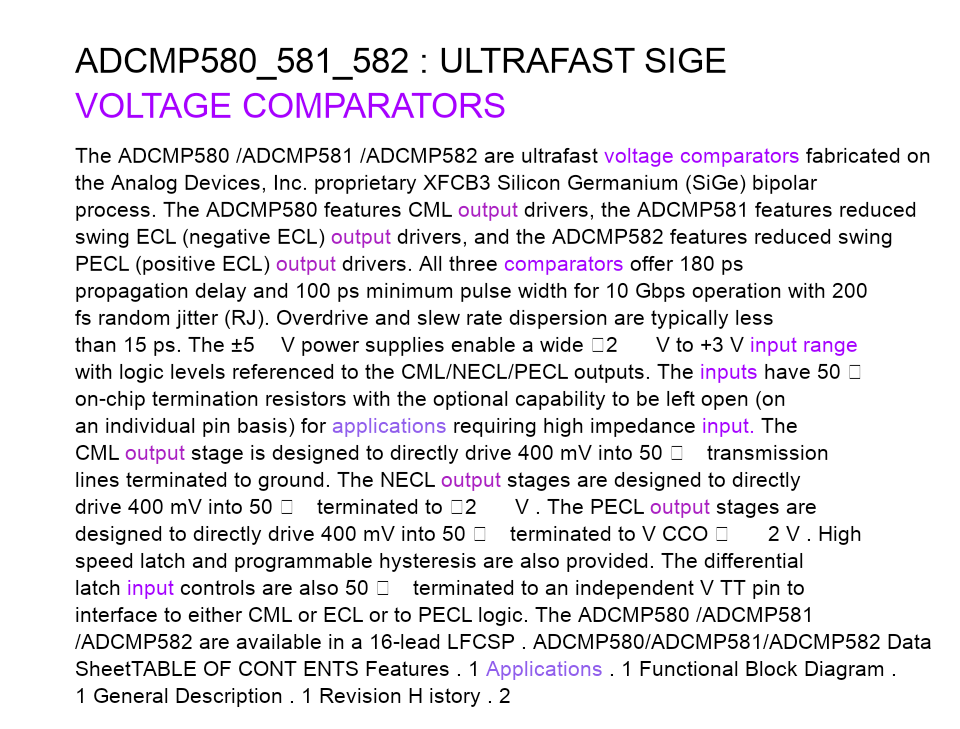 ADCMP580_581_582 : ULTRAFAST SIGE
VOLTAGE COMPARATORS
The ADCMP580 /ADCMP581 /ADCMP582 are ultrafast voltage comparators fabricated on
the Analog Devices, Inc. proprietary XFCB3 Silicon Germanium (SiGe) bipolar
process. The ADCMP580 features CML output drivers, the ADCMP581 features reduced
swing ECL (negative ECL) output drivers, and the ADCMP582 features reduced swing
PECL (positive ECL) output drivers. All three comparators offer 180 ps
propagation delay and 100 ps minimum pulse width for 10 Gbps operation with 200
fs random jitter (RJ). Overdrive and slew rate dispersion are typically less
than 15 ps. The ±5 V power supplies enable a wide □2 V to +3 V input range
with logic levels referenced to the CML/NECL/PECL outputs. The inputs have 50 □
on-chip termination resistors with the optional capability to be left open (on
an individual pin basis) for applications requiring high impedance input. The
CML output stage is designed to directly drive 400 mV into 50 □ transmission
lines terminated to ground. The NECL output stages are designed to directly
drive 400 mV into 50 □ terminated to □2 V . The PECL output stages are
designed to directly drive 400 mV into 50 □ terminated to V CCO □ 2 V . High
speed latch and programmable hysteresis are also provided. The differential
latch input controls are also 50 □ terminated to an independent V TT pin to
interface to either CML or ECL or to PECL logic. The ADCMP580 /ADCMP581
/ADCMP582 are available in a 16-lead LFCSP . ADCMP580/ADCMP581/ADCMP582 Data
SheetTABLE OF CONT ENTS Features . 1 Applications . 1 Functional Block Diagram .
1 General Description . 1 Revision H istory . 2